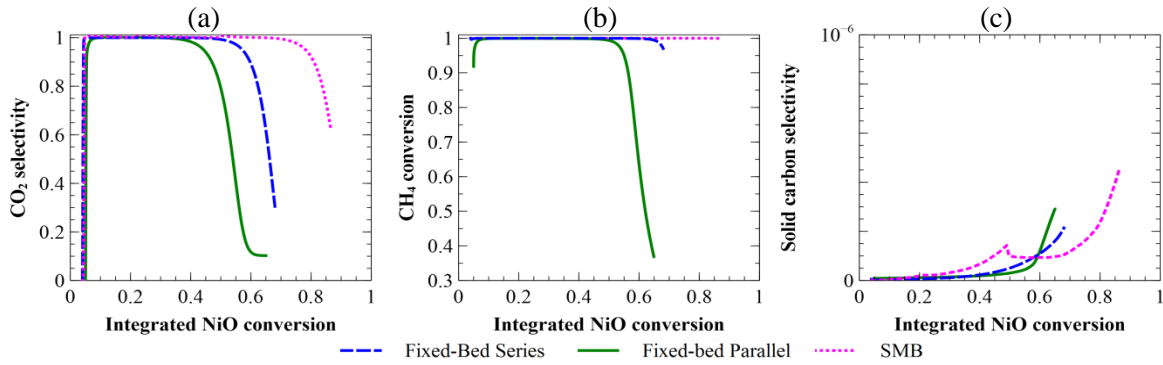 (a)
CO2 selectivity
1
0.8
0.6
0.4
0.2
0
0 0.2 0.4 0.6 0.8 1
Integrated NiO conversion
(b)
CH4 conversion
1
0.9
1
0.8
0.7
0.6
0.5
0.4
0.3
0 0.2 0.4 0.6 0.8 1
Integrated NiO conversion
(c)
Solid carbon selectivity
10-6
0
0 0.2 0.4 0.6 0.8 1
Integrated NiO conversion
Fixed-Bed Series Fixed-bed Parallel SMB